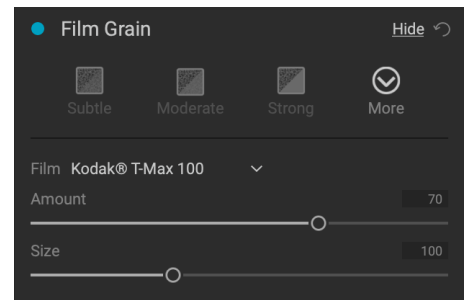 Film Grain Hide
Subtle Moderate Strong More
Film Kodak® T-Max 100
Amount 70
Size 100